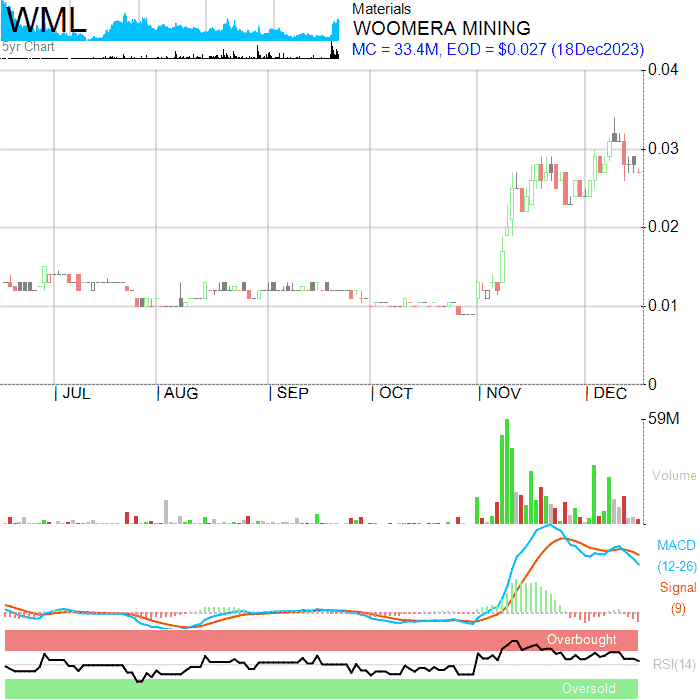 WML
5yr Chart
Materials
WOOMERA MINING
MC = 33.4M, EOD = $0.027 (18Dec2023)
0.04
0.03
0.02
0.01
0
JUL
AUG
SEP
OCT
NOV
DEC
59M
Volume
MACD
(12-26)
Signal
(9)
Overbought
RSI(14)
Oversold